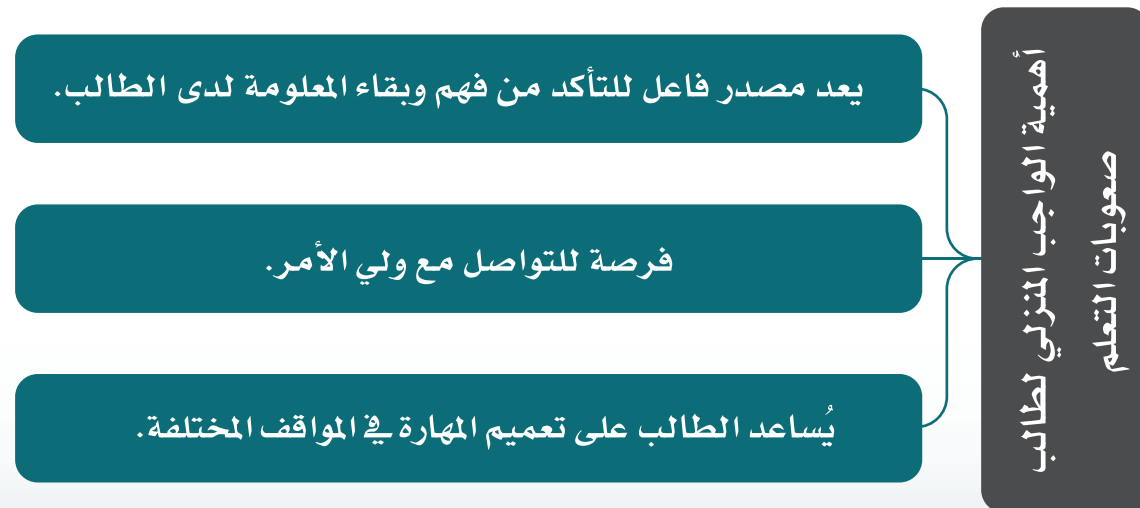 أهمية الواجب المنزلي لطالب
صعوبات التعلم
يعد مصدر فاعل للتأكد من فهم وبقاء المعلومة لدى الطالب.
فرصة للتواصل مع ولي الأمر.
يُساعد الطالب على تعميم المهارة في المواقف المختلفة.